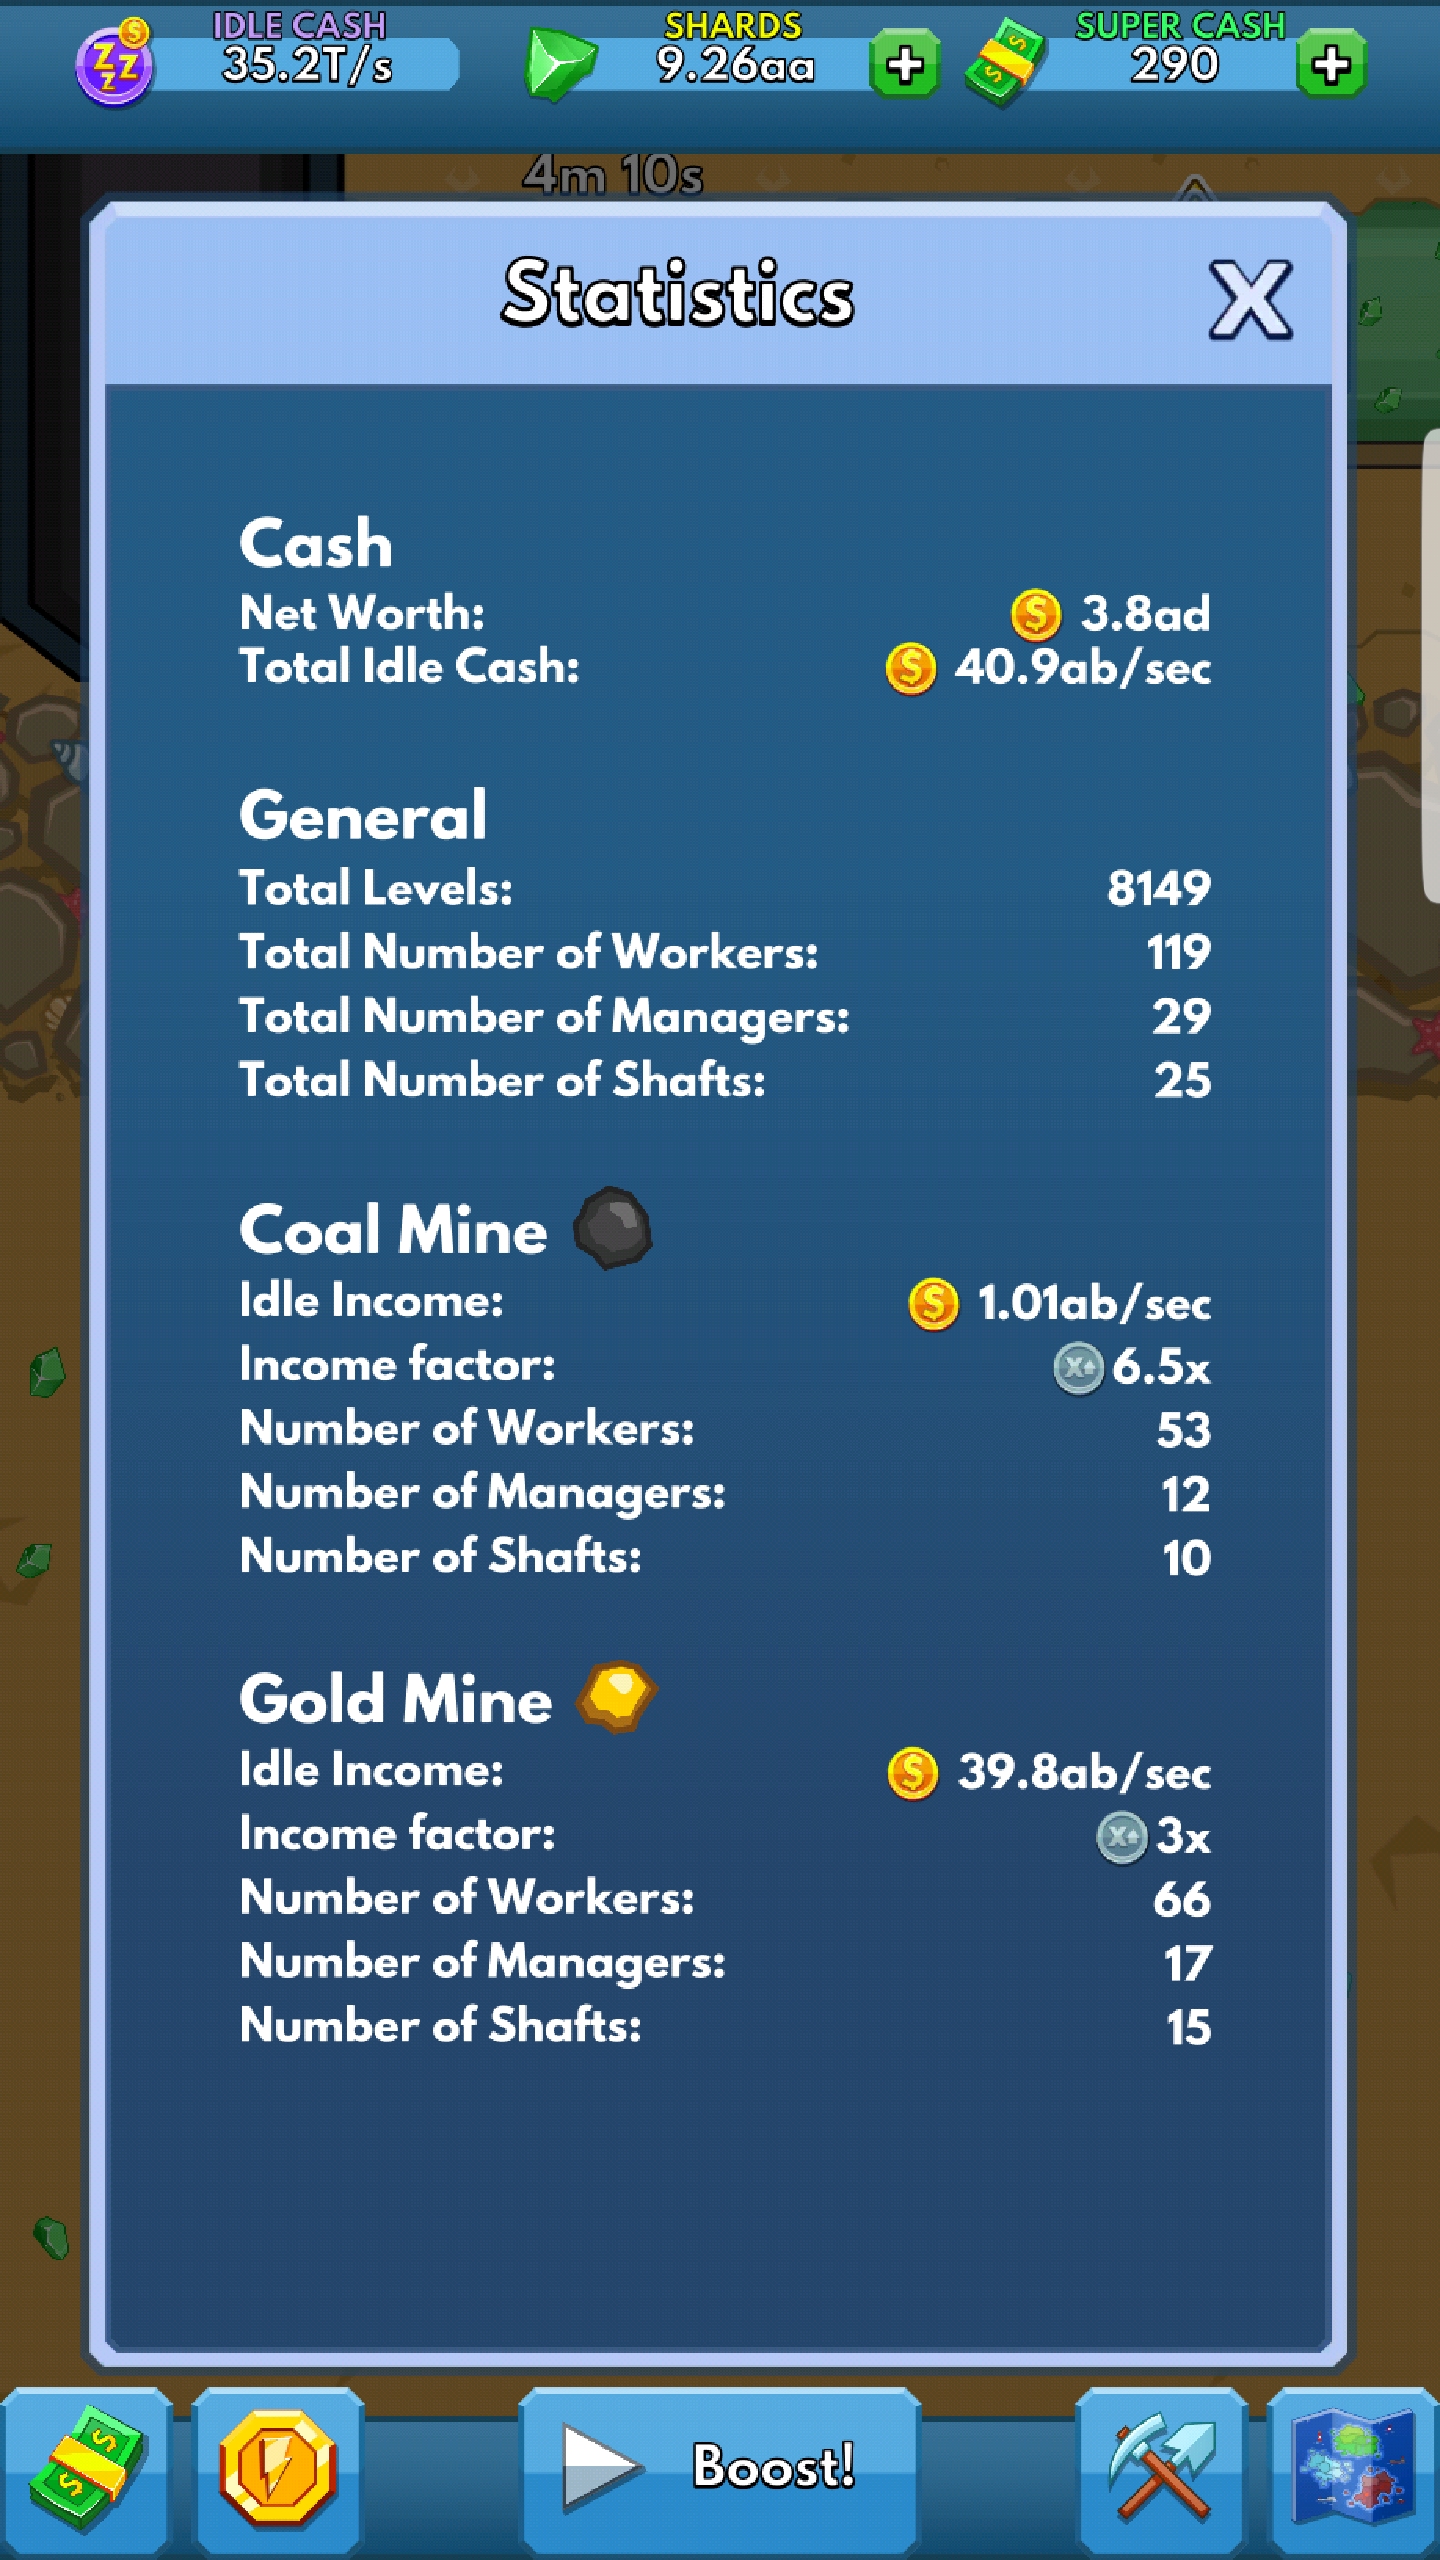 IDLE CASH SHARDS SUPER CASH
35.2T/s 9.26aa 290
4m 10s
Statistics X
Cash
Net Worth: 3.8ad
Total Idle Cash: 40.9ab/sec
General
Total Levels: 8149
Total Number of Workers: 119
Total Number of Managers: 29
Total Number of Shafts: 25
Coal Mine
Idle Income: 1.01ab/sec
Income factor: 6.5x
Number of Workers: 53
Number of Managers: 12
Number of Shafts: 10
Gold Mine
Idle Income: 39.8ab/sec
Income factor: 3x
Number of Workers: 66
Number of Managers: 17
Number of Shafts: 15
Boost!